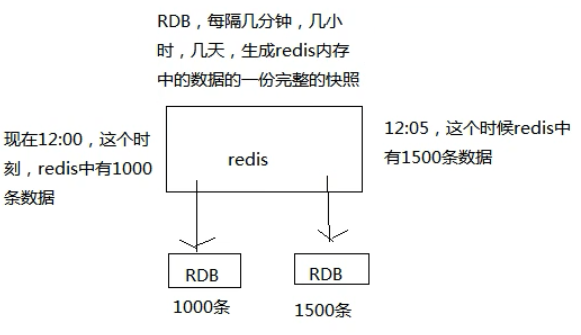 RDB，每隔几分钟，几小
时，几天，生成redis内存
中的数据的一份完整的快照
现在12:00，这个时
刻，redis中有1000
条数据
redis
12:05，这个时候redis中
有1500条数据
RDB
1000条
RDB
1500条